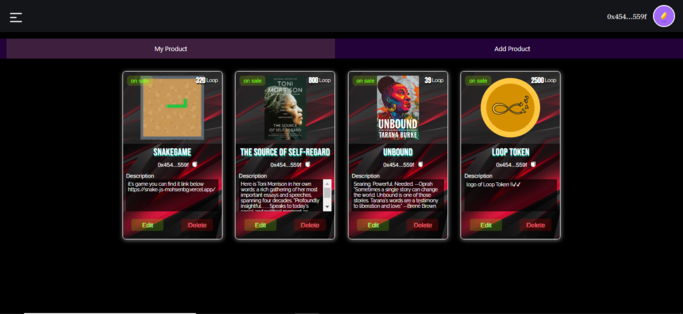 0x454...559f
My Product
Add Product
on sale
329 Loop
SNAKEGAME
0x454...559f
Description
it's game you can find it link below
https://snake-js-mohsenbg.vercel.app/
Edit
Delete
on sale
800 Loop
TONI
MORRISON
THE SOURCE OF
SELF-REGARD
THE SOURCE OF SELF-REGARD
0x454...559f
Description
Here is Toni Morrison in her own
words: a rich gathering of her most
important essays and speeches,
spanning four decades. "Profoundly
insightful. . . . Speaks to today's
Edit
Delete
on sale
39 Loop
UNBOUND
TARANA BURKE
UNBOUND
0x454...559f
Description
Searing. Powerful. Needed. --Oprah
"Sometimes a single story can change
the world. Unbound is one of those
stories. Tarana's words are a testimony
to liberation and love." --Brené Brown
Edit
Delete
on sale
2500 Loop
LOOP TOKEN
0x454...559f
Description
logo of Loop Token !✓✓
Edit
Delete